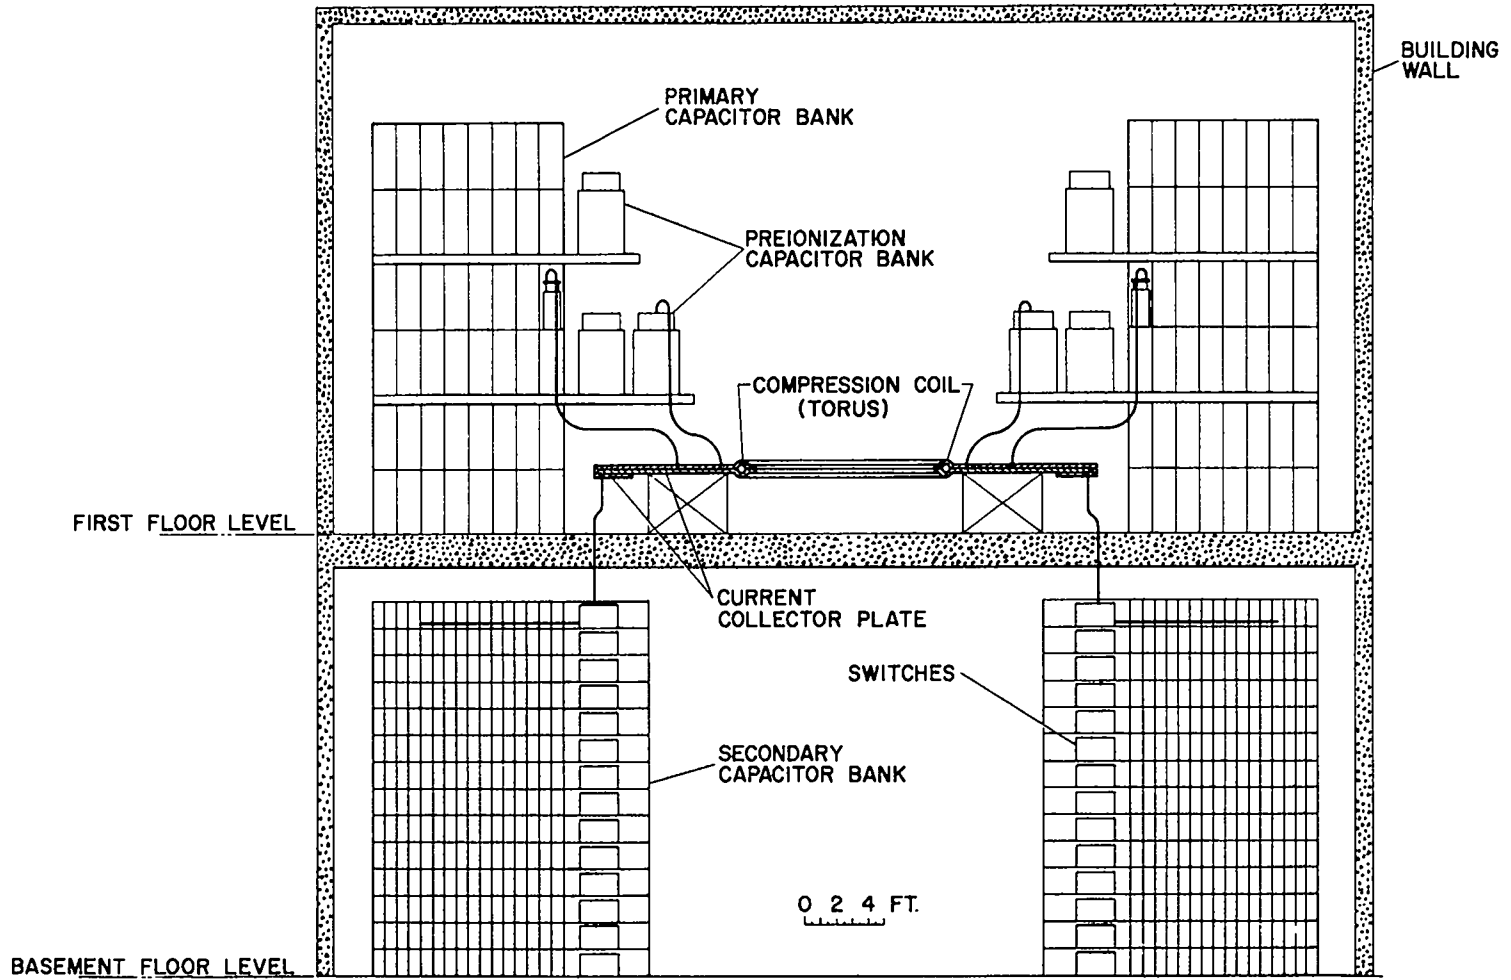 BUILDING
WALL
PRIMARY
CAPACITOR BANK
PREIONIZATION
CAPACITOR BANK
COMPRESSION COIL
(TORUS)
FIRST FLOOR LEVEL
CURRENT
COLLECTOR PLATE
SWITCHES
SECONDARY
CAPACITOR BANK
0 2 4 FT.
BASEMENT FLOOR LEVEL